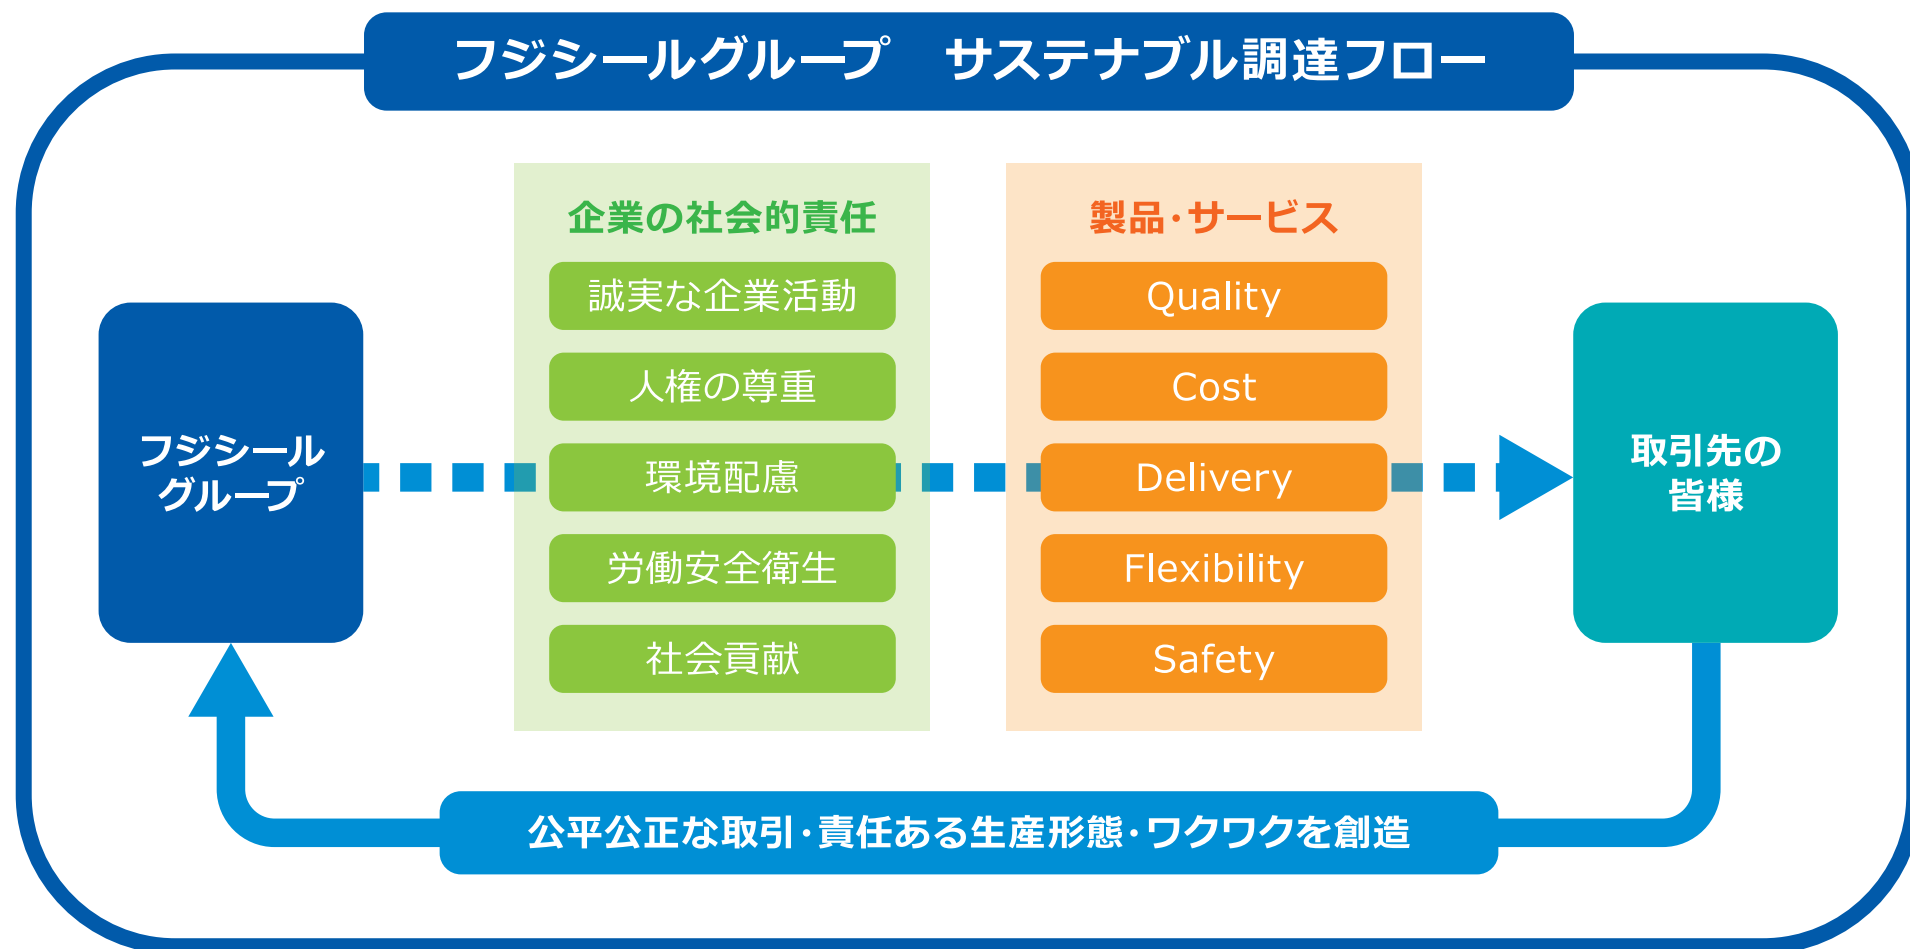 フジシールグループ　サステナブル調達フロー
フジシール
グループ
企業の社会的責任
誠実な企業活動
人権の尊重
環境配慮
労働安全衛生
社会貢献
製品・サービス
Quality
Cost
Delivery
Flexibility
Safety
取引先の
皆様
公平公正な取引・責任ある生産形態・ワクワクを創造